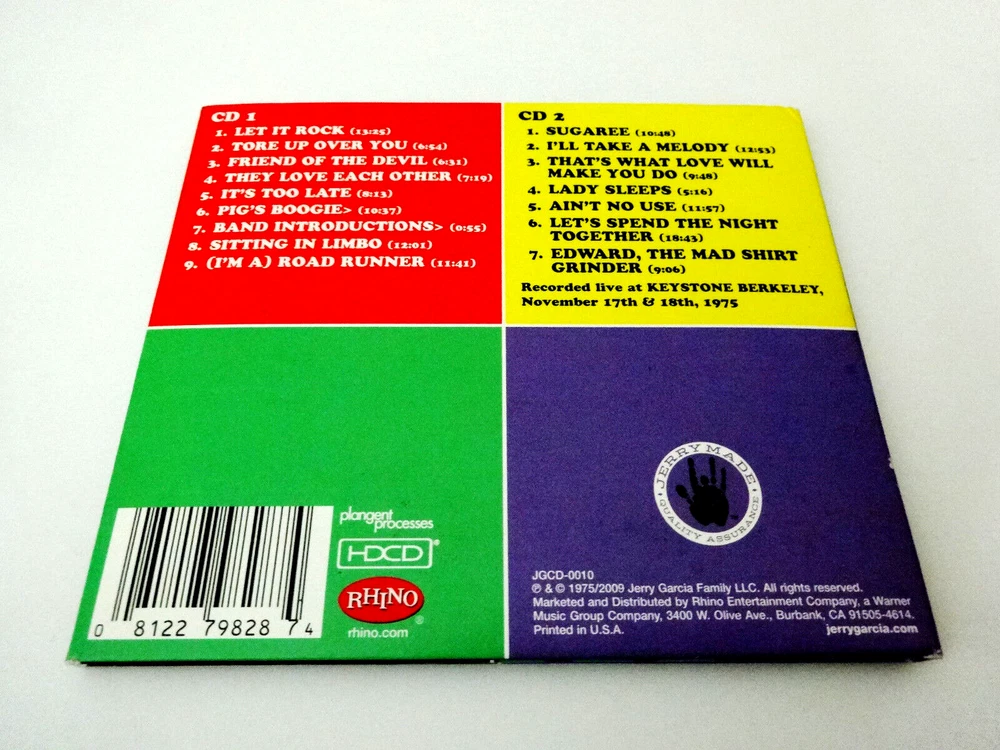 CD 1
1. LET IT ROCK (13:25)
2. TORE UP OVER YOU (6:54)
3. FRIEND OF THE DEVIL (6:31)
4. THEY LOVE EACH OTHER (7:19)
5. IT'S TOO LATE (8:13)
6. PIG'S BOOGIE> (10:37)
7. BAND INTRODUCTIONS> (0:55)
8. SITTING IN LIMBO (12:01)
9. (I'M A) ROAD RUNNER (11:41)
CD 2
1. SUGAREE (10:48)
2. I'LL TAKE A MELODY (12:53)
3. THAT'S WHAT LOVE WILL
MAKE YOU DO (9:48)
4. LADY SLEEPS (5:16)
5. AIN'T NO USE (11:57)
6. LET'S SPEND THE NIGHT
TOGETHER (18:43)
7. EDWARD, THE MAD SHIRT
GRINDER (9:06)
Recorded live at KEYSTONE BERKELEY,
November 17th & 18th, 1975
0 81227 98287 4
plangent
processes
HDCD®
RHINO®
rhino.com
JERRY MADE
QUALITY ASSURANCE
™
JGCD-0010
℗ & © 1975/2009 Jerry Garcia Family LLC. All rights reserved.
Marketed and Distributed by Rhino Entertainment Company, a Warner
Music Group Company, 3400 W. Olive Ave., Burbank, CA 91505-4614.
Printed in U.S.A.
jerrygarcia.com